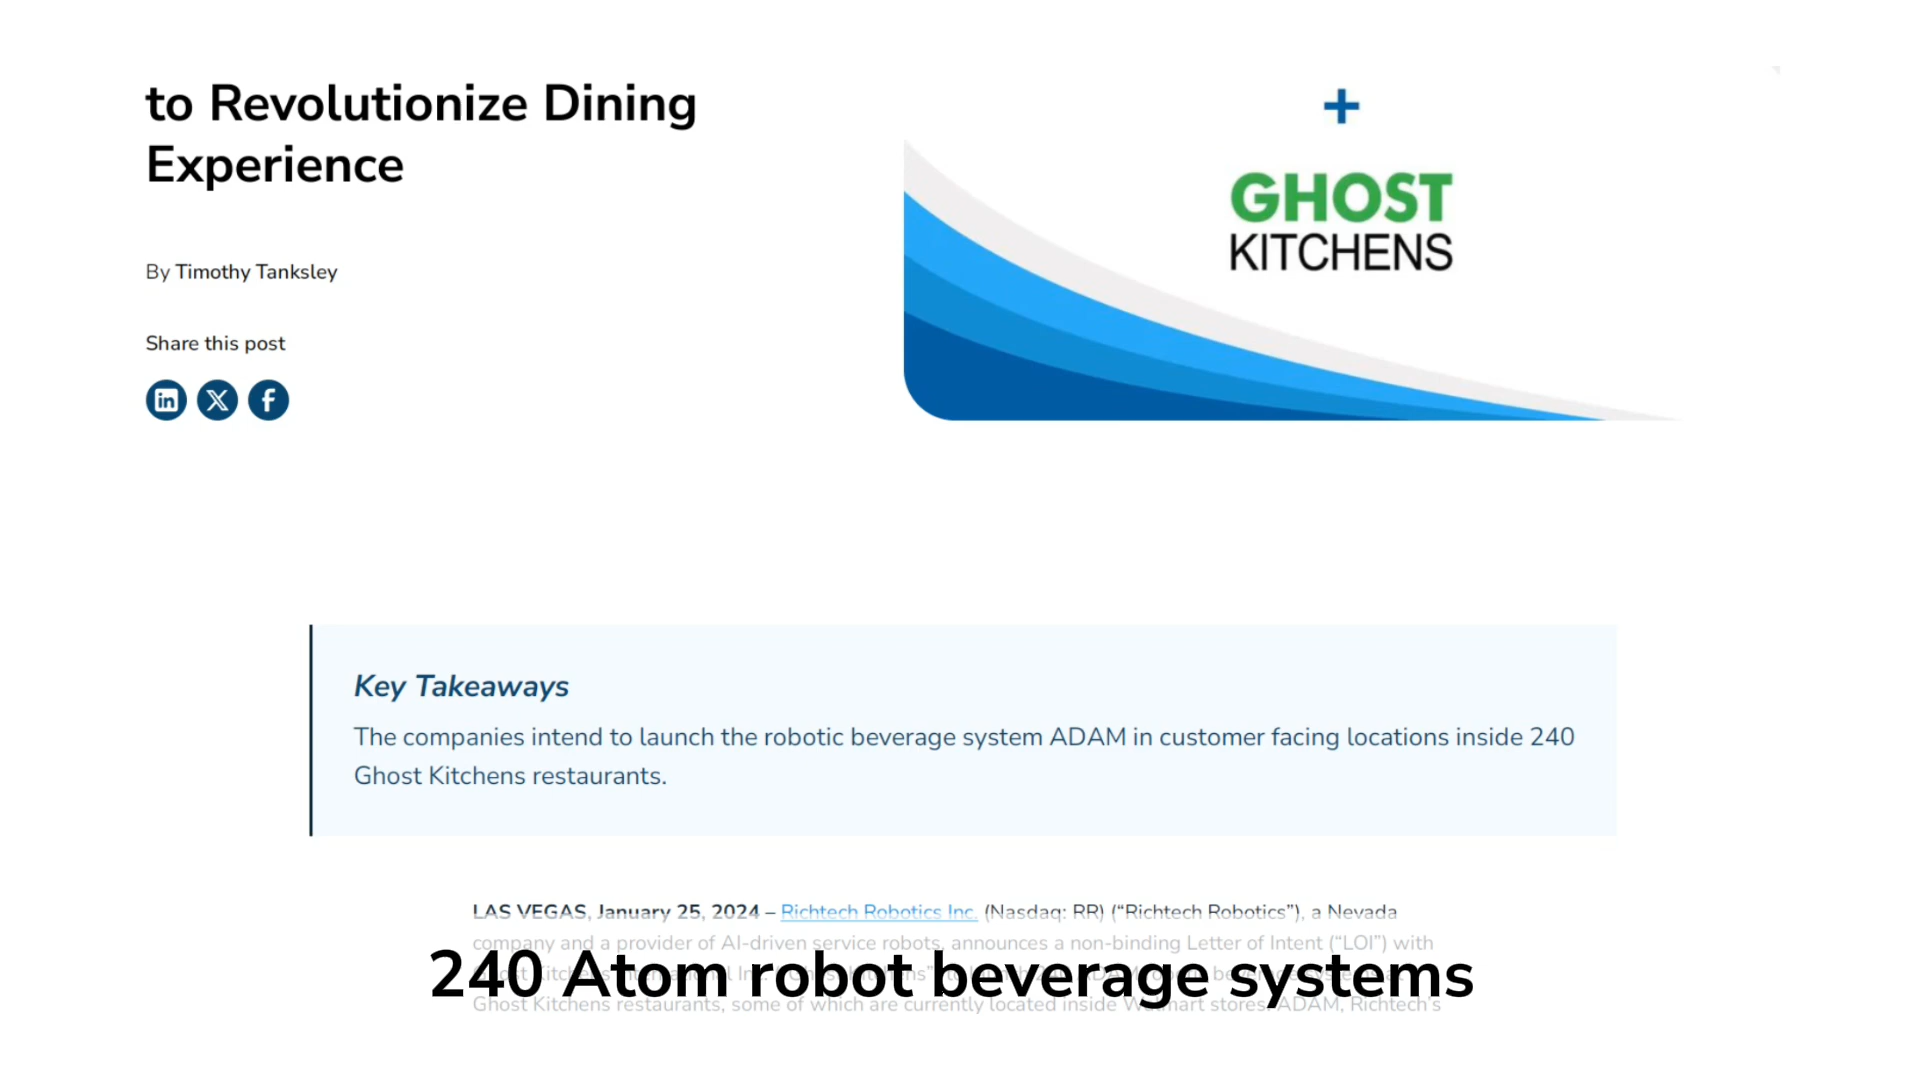 to Revolutionize Dining
Experience
By Timothy Tanksley
Share this post
+
GHOST
KITCHENS
Key Takeaways
The companies intend to launch the robotic beverage system ADAM in customer facing locations inside 240
Ghost Kitchens restaurants.
LAS VEGAS, January 25, 2024 – Richtech Robotics Inc. (Nasdaq: RR) (“Richtech Robotics”), a Nevada
company and a provider of AI-driven service robots, announces a non-binding Letter of Intent (“LOI”) with
240 Atom robot beverage systems
Ghost Kitchens restaurants, some of which are currently located inside Walmart stores. ADAM, Richtech's